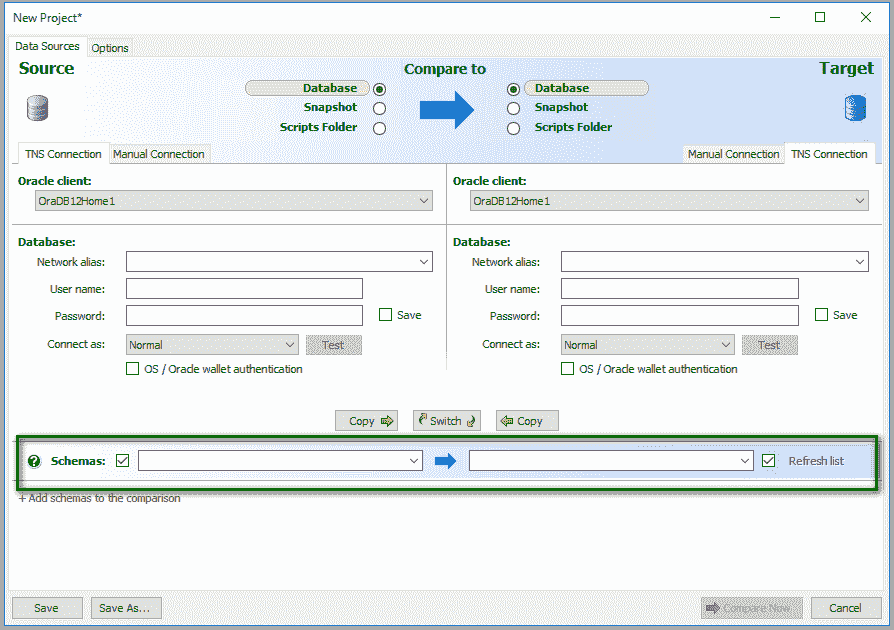 New Project*
Data Sources Options
Source Compare to Target
Database Database
Snapshot Snapshot
Scripts Folder Scripts Folder
TNS Connection Manual Connection Manual Connection TNS Connection
Oracle client: Oracle client:
OraDB12Home1 OraDB12Home1
Database: Database:
Network alias: Network alias:
User name: User name:
Password: Save Password: Save
Connect as: Normal Test Connect as: Normal Test
OS / Oracle wallet authentication OS / Oracle wallet authentication
Copy Switch Copy
? Schemas: Refresh list
+ Add schemas to the comparison
Save Save As... Compare Now Cancel